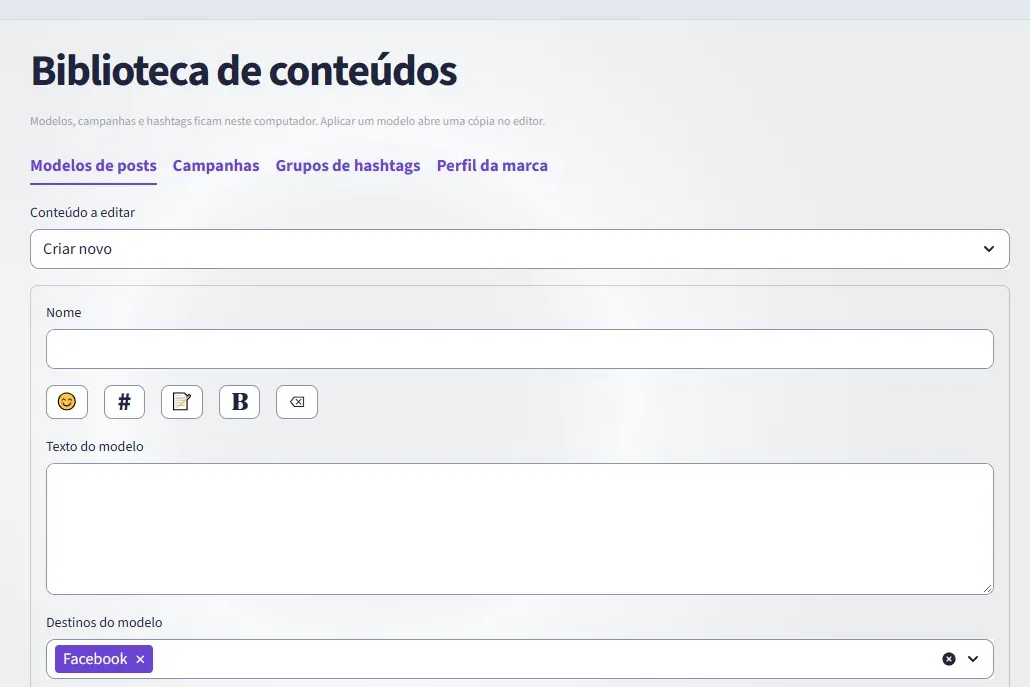 Biblioteca de conteúdos
Modelos, campanhas e hashtags ficam neste computador. Aplicar um modelo abre uma cópia no editor.
Modelos de posts Campanhas Grupos de hashtags Perfil da marca
Conteúdo a editar
Criar novo
Nome
# B
Texto do modelo
Destinos do modelo
Facebook ×